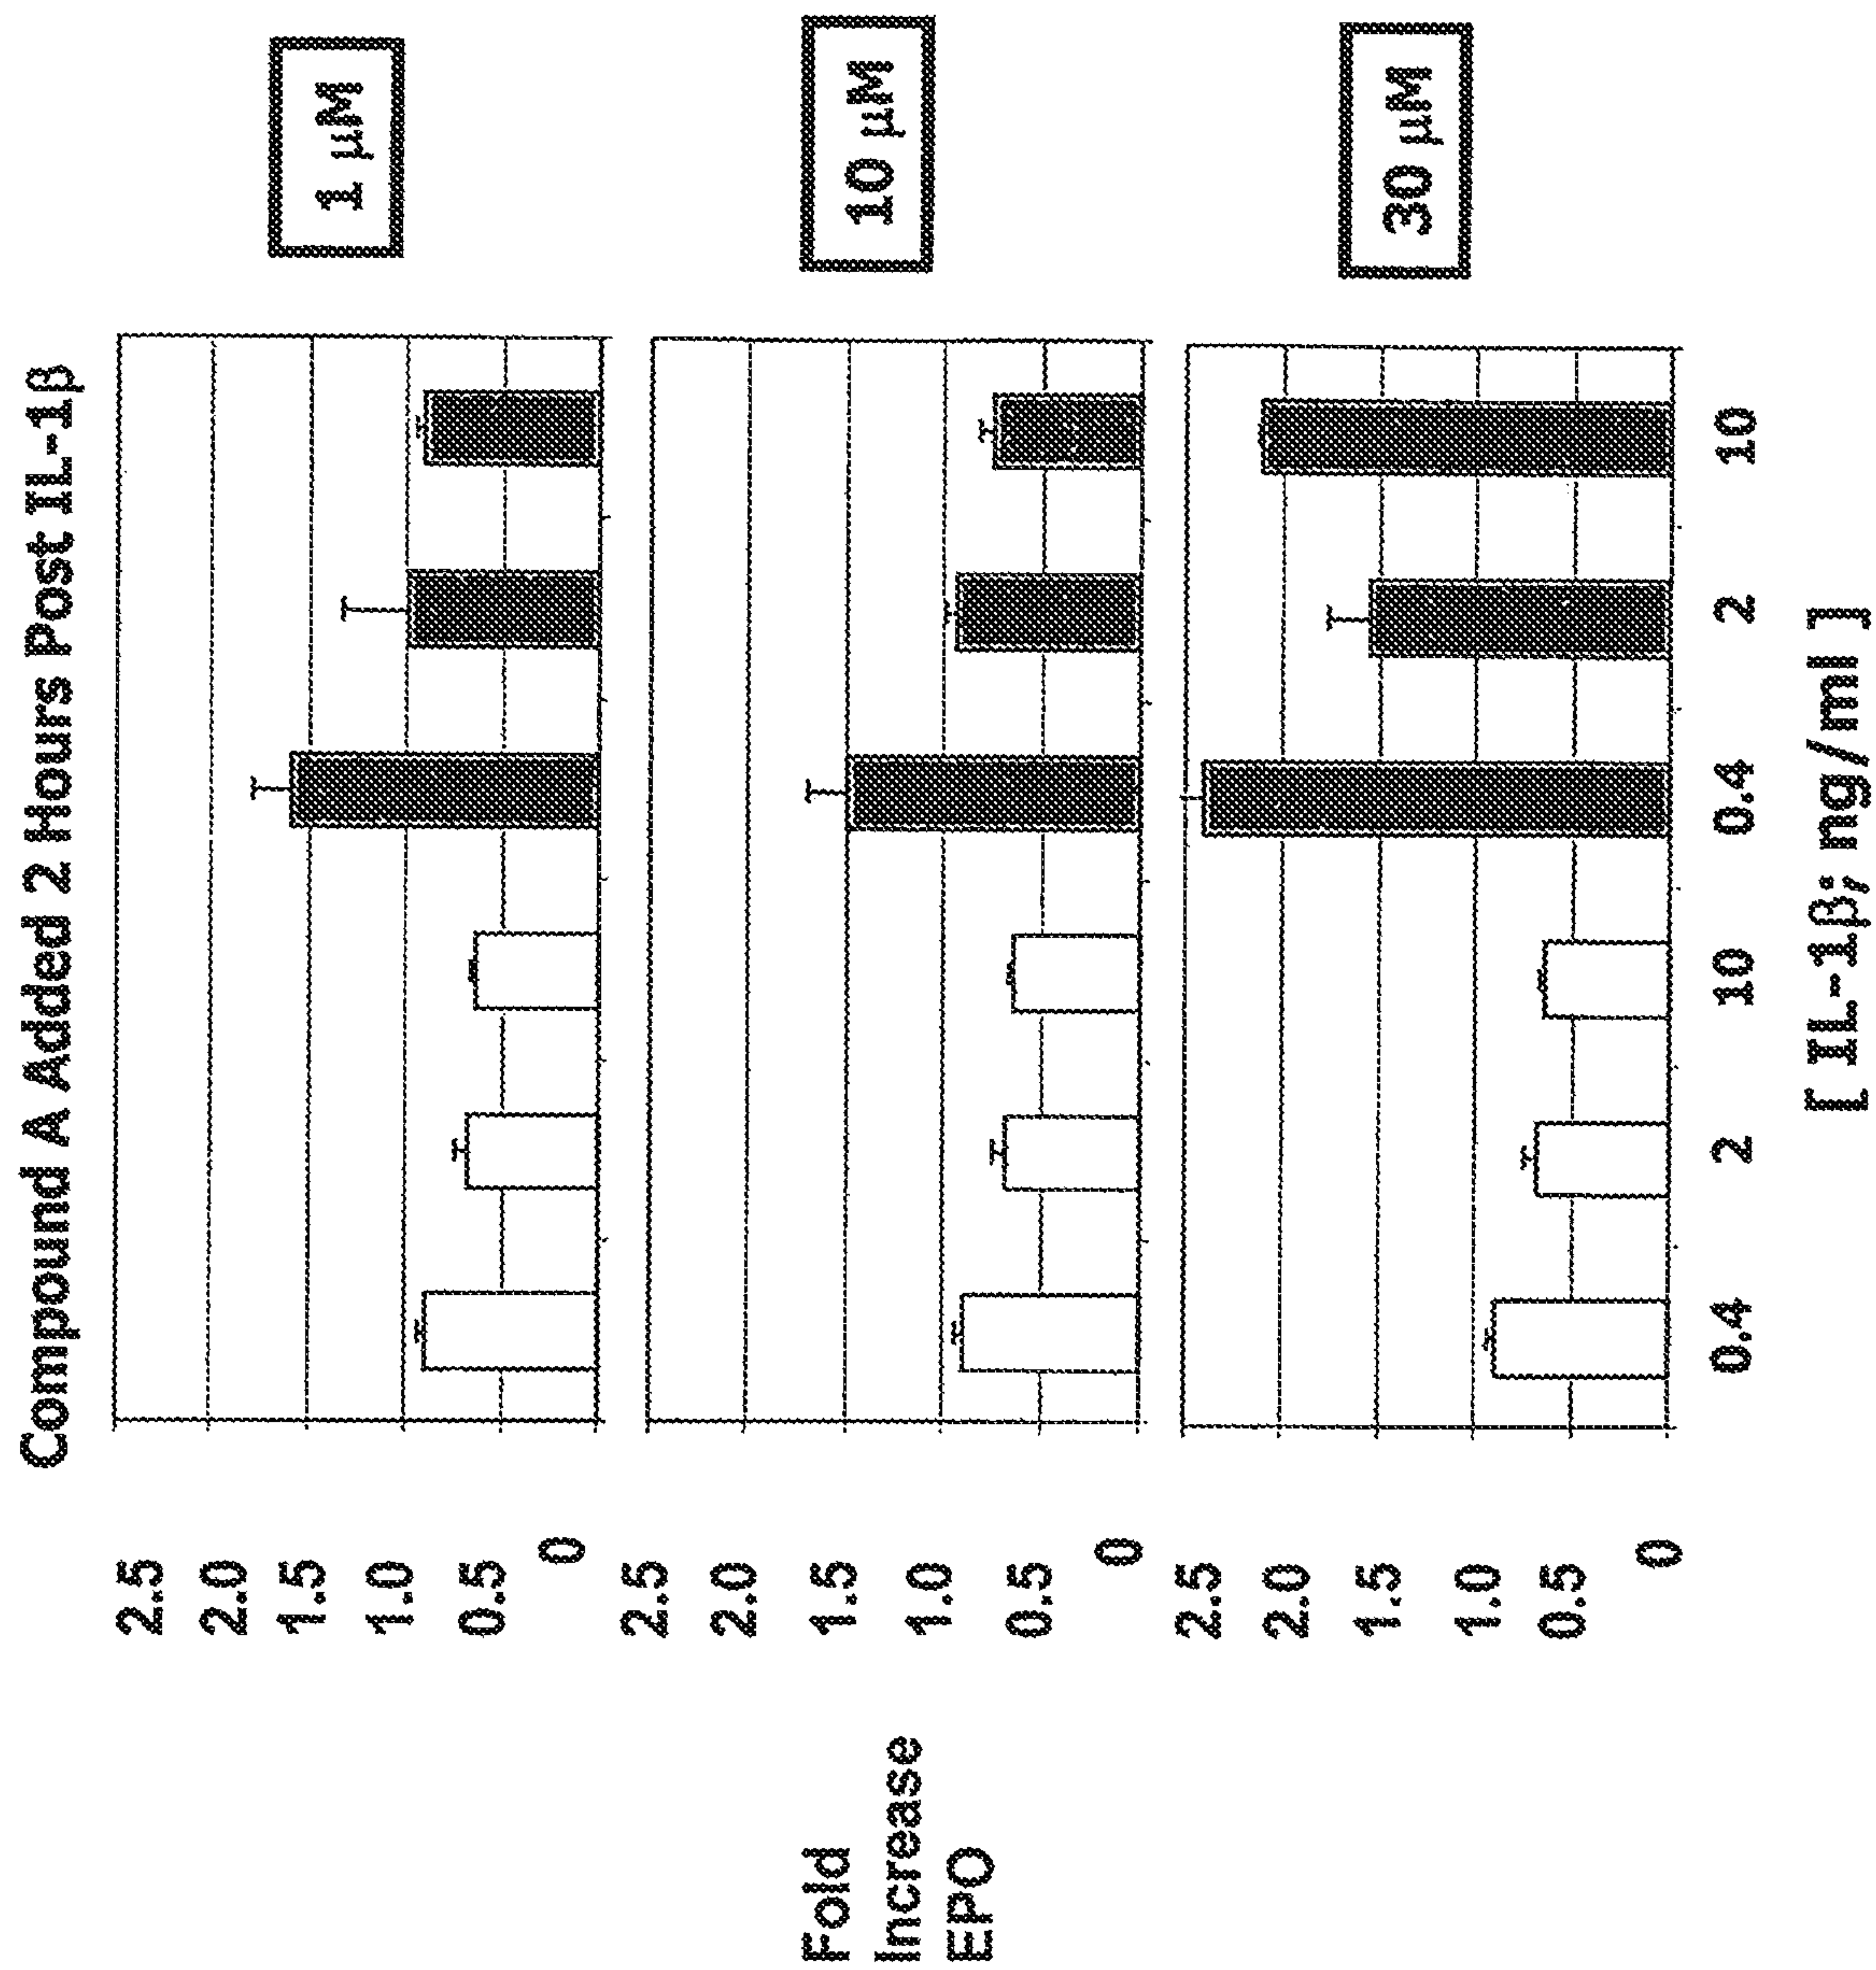 Compound A Added 2 Hours Post IL-1β
2.5
2.0
1.5
1.0
0.5
0
1 µM
Fold
Increase
EPO
2.5
2.0
1.5
1.0
0.5
0
10 µM
2.5
2.0
1.5
1.0
0.5
0
30 µM
0.4 2 10 0.4 2 10
[ IL-1β; ng/ml ]